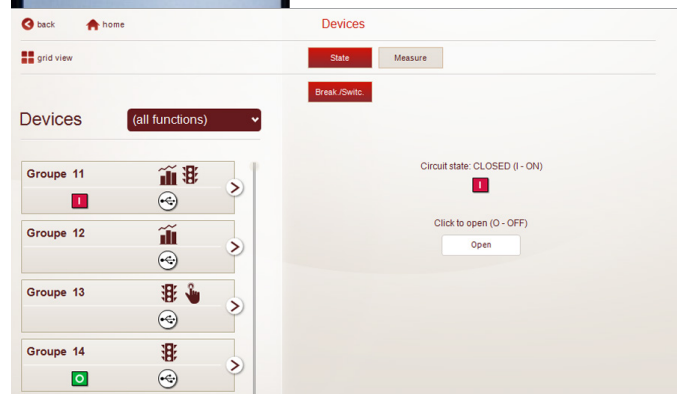 back
home
Devices
grid view
State
Measure
Break./Switc.
Devices
(all functions)
Groupe 11
I
Groupe 12
Groupe 13
Groupe 14
O
Circuit state: CLOSED (I - ON)
I
Click to open (O - OFF)
Open